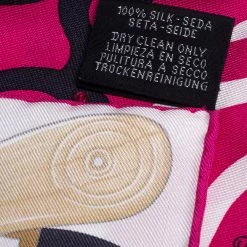 100% SILK-SEDA
SETA-SEIDE
DRY CLEAN ONLY
LIMPIEZA EN SECO
PULITURA A SECCO
TROCKENREINIGUNG